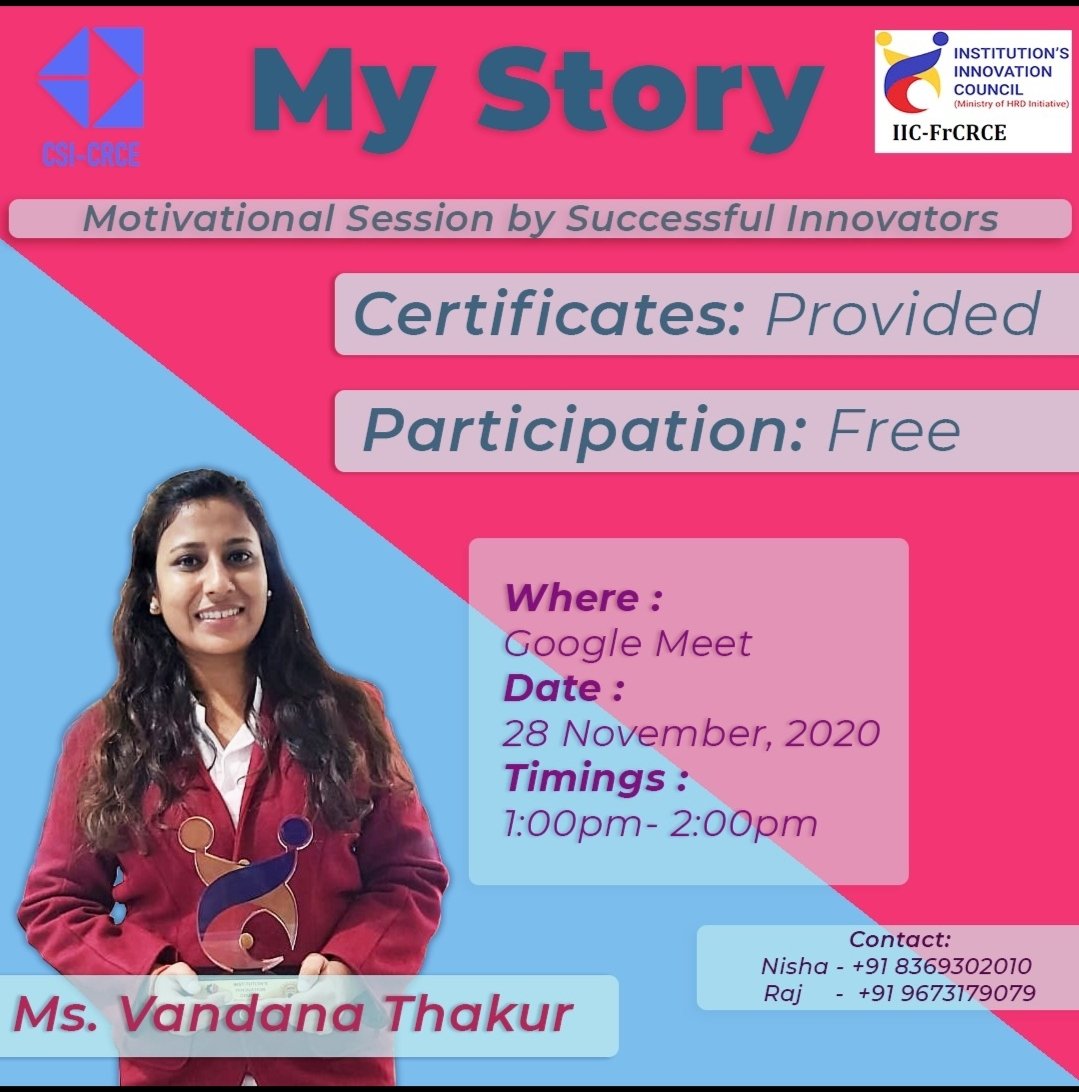 CSI-CRCE
My Story
INSTITUTION'S
INNOVATION
COUNCIL
(Ministry of HRD Initiative)
IIC-FrCRCE
Motivational Session by Successful Innovators
Certificates: Provided
Participation: Free
Where :
Google Meet
Date :
28 November, 2020
Timings :
1:00pm- 2:00pm
Contact:
Nisha - +91 8369302010
Raj - +91 9673179079
INSTITUTION'S
INNOVATION
Ms. Vandana Thakur